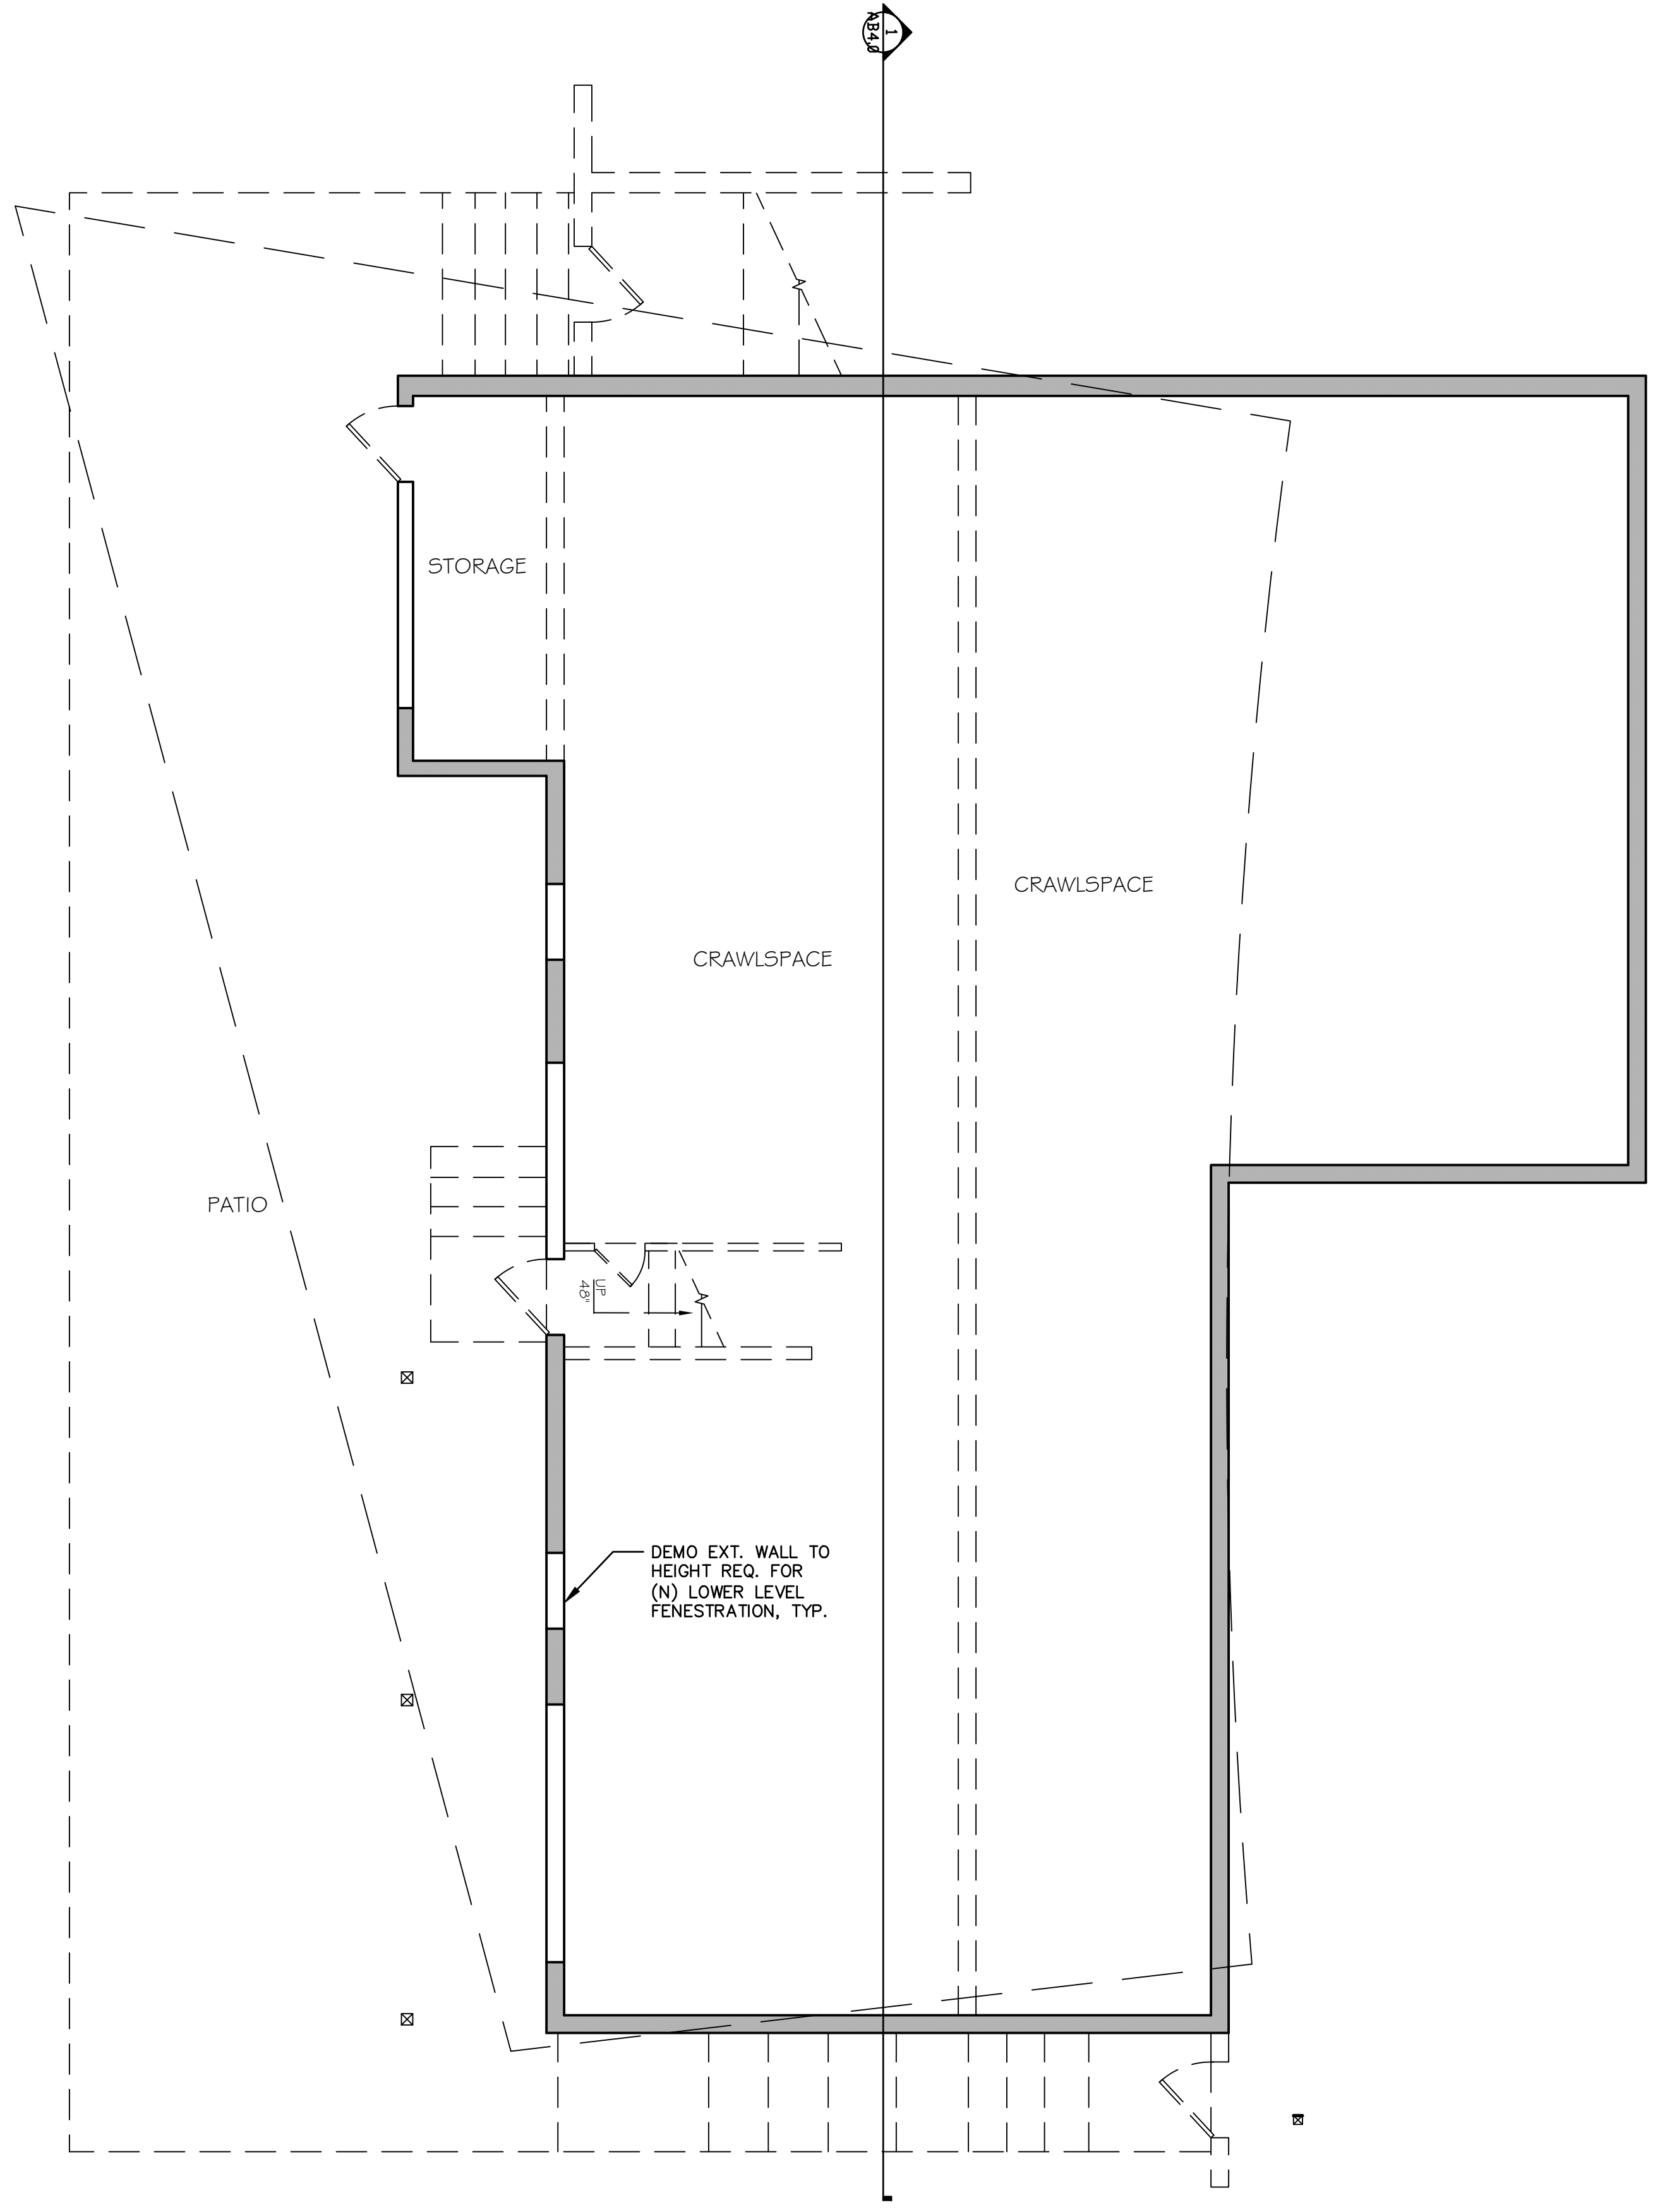 1
AB4.0
STORAGE
CRAWLSPACE
CRAWLSPACE
PATIO
UP
48"
DEMO EXT. WALL TO
HEIGHT REQ. FOR
(N) LOWER LEVEL
FENESTRATION, TYP.